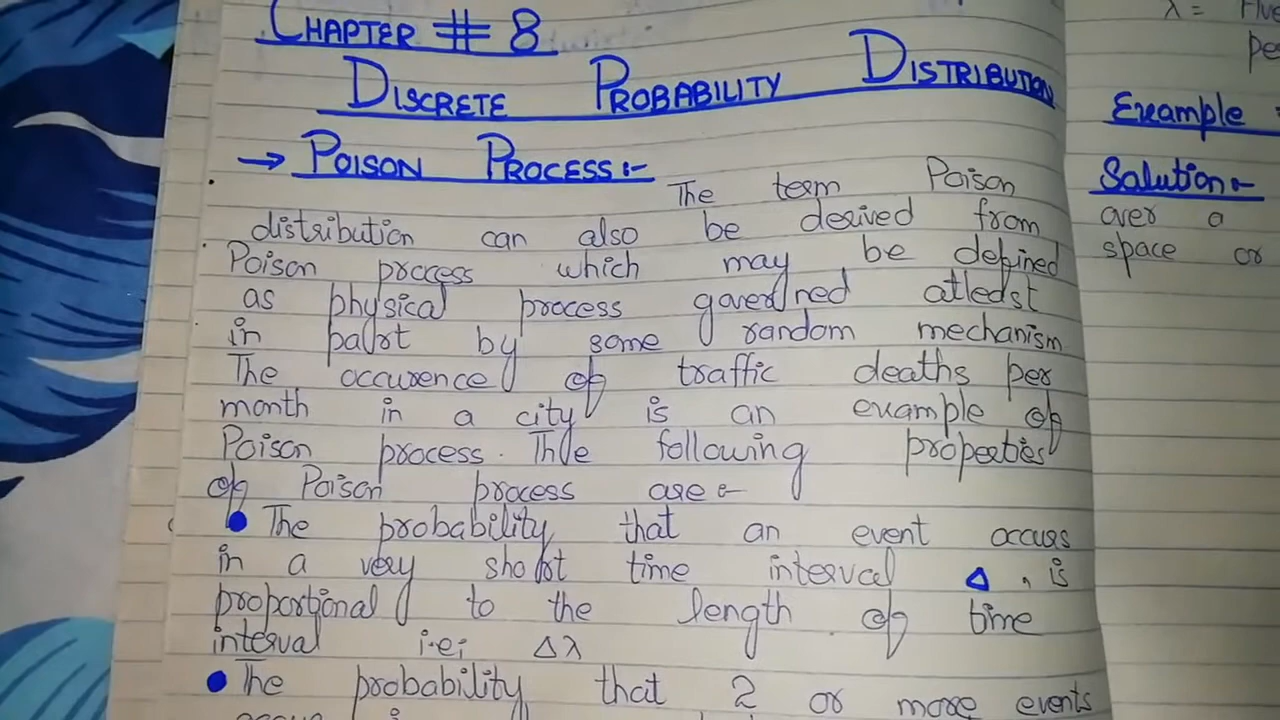 CHAPTER # 8
DISCRETE PROBABILITY DISTRIBUTION
→ POISON PROCESS:-
The term Poison
distribution can also be derived from
Poison process which may be defined
as physical process governed atleast
in part by some random mechanism
The occurence of traffic deaths per
month in a city is an example of
Poison process. The following properties
of Poison process are:-
• The probability that an event occurs
in a very short time interval Δ, is
proportional to the length of time
interval i.e; Δλ
• The probability that 2 or more events
λ =
Example
Solution:-
over a
space or